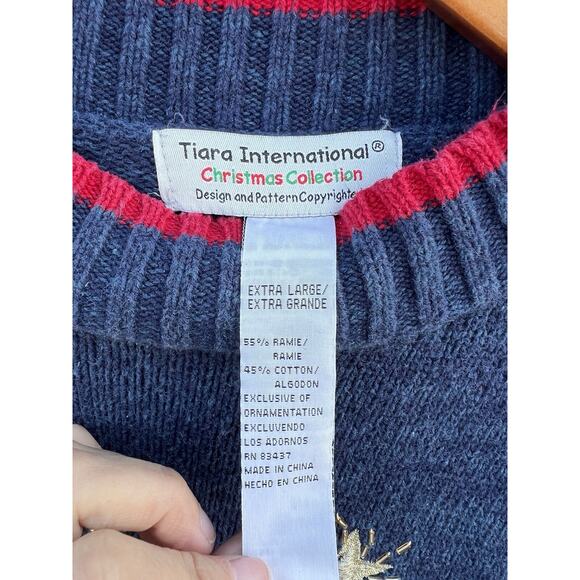 Tiara International®
Christmas Collection
Design and Pattern Copyrighte
EXTRA LARGE/
EXTRA GRANDE
55% RAMIE/
RAMIE
45% COTTON/
ALGODON
EXCLUSIVE OF
ORNAMENTATION
EXCLUVENDO
LOS ADORNOS
RN 83437
MADE IN CHINA
HECHO EN CHINA